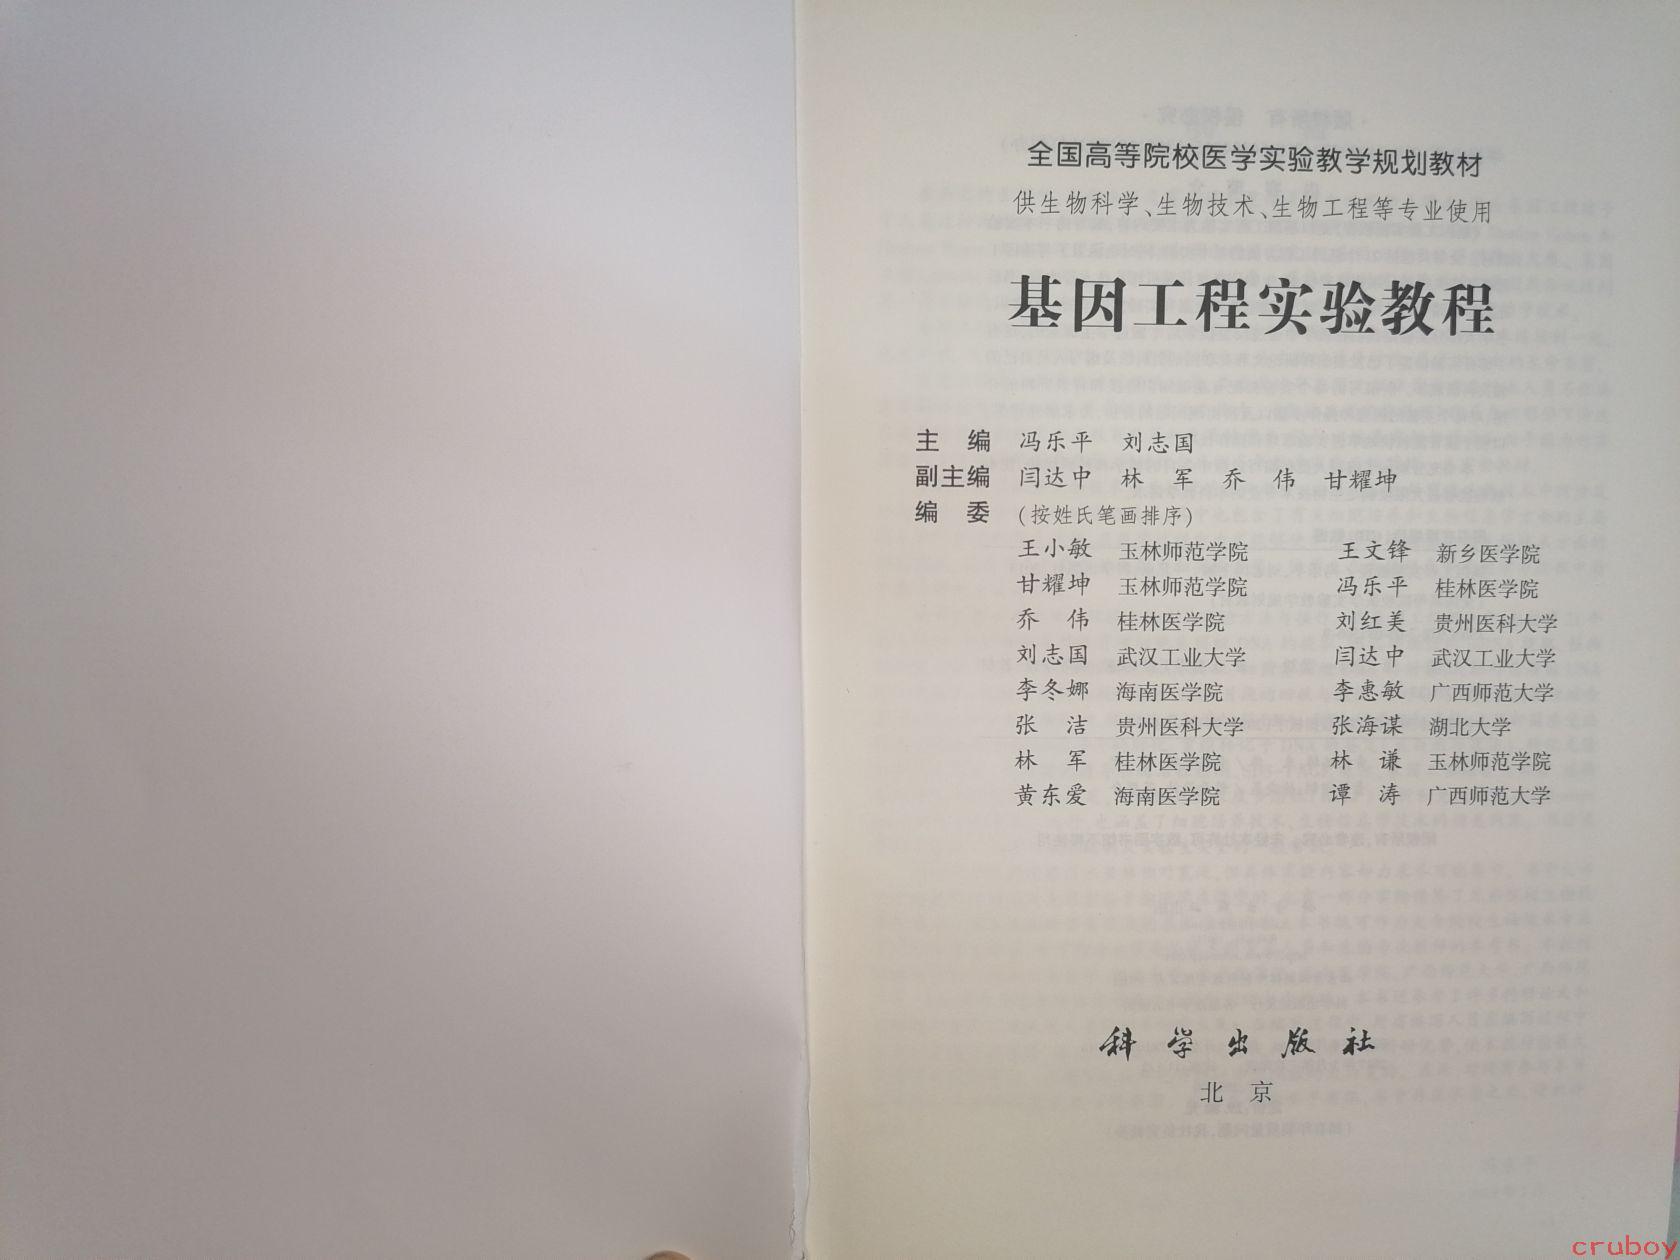 全国高等院校医学实验教学规划教材
供生物科学、生物技术、生物工程等专业使用
基因工程实验教程
主 编 冯乐平 刘志国
副主编 闫达中 林 军 乔 伟 甘耀坤
编 委 (按姓氏笔画排序)
王小敏 玉林师范学院 王文锋 新乡医学院
甘耀坤 玉林师范学院 冯乐平 桂林医学院
乔 伟 桂林医学院 刘红美 贵州医科大学
刘志国 武汉工业大学 闫达中 武汉工业大学
李冬娜 海南医学院 李惠敏 广西师范大学
张 洁 贵州医科大学 张海谋 湖北大学
林 军 桂林医学院 林 谦 玉林师范学院
黄东爱 海南医学院 谭 涛 广西师范大学
科学出版社
北 京
cruboy